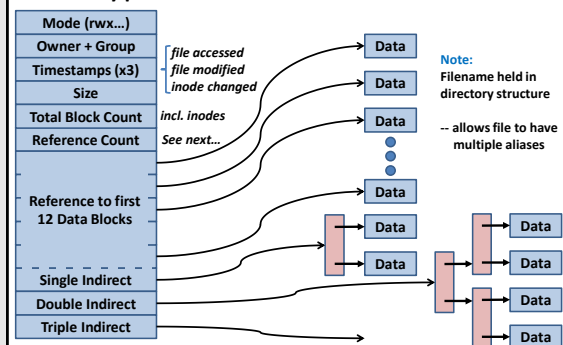 Mode (rwx...)
Owner + Group
Timestamps (x3)
Size
Total Block Count
Reference Count
Reference to first
12 Data Blocks
Single Indirect
Double Indirect
Triple Indirect
file accessed
file modified
inode changed
incl. inodes
See next...
Data
Data
Data
Data
Data
Data
Data
Data
Data
Data
Note:
Filename held in
directory structure
-- allows file to have
multiple aliases